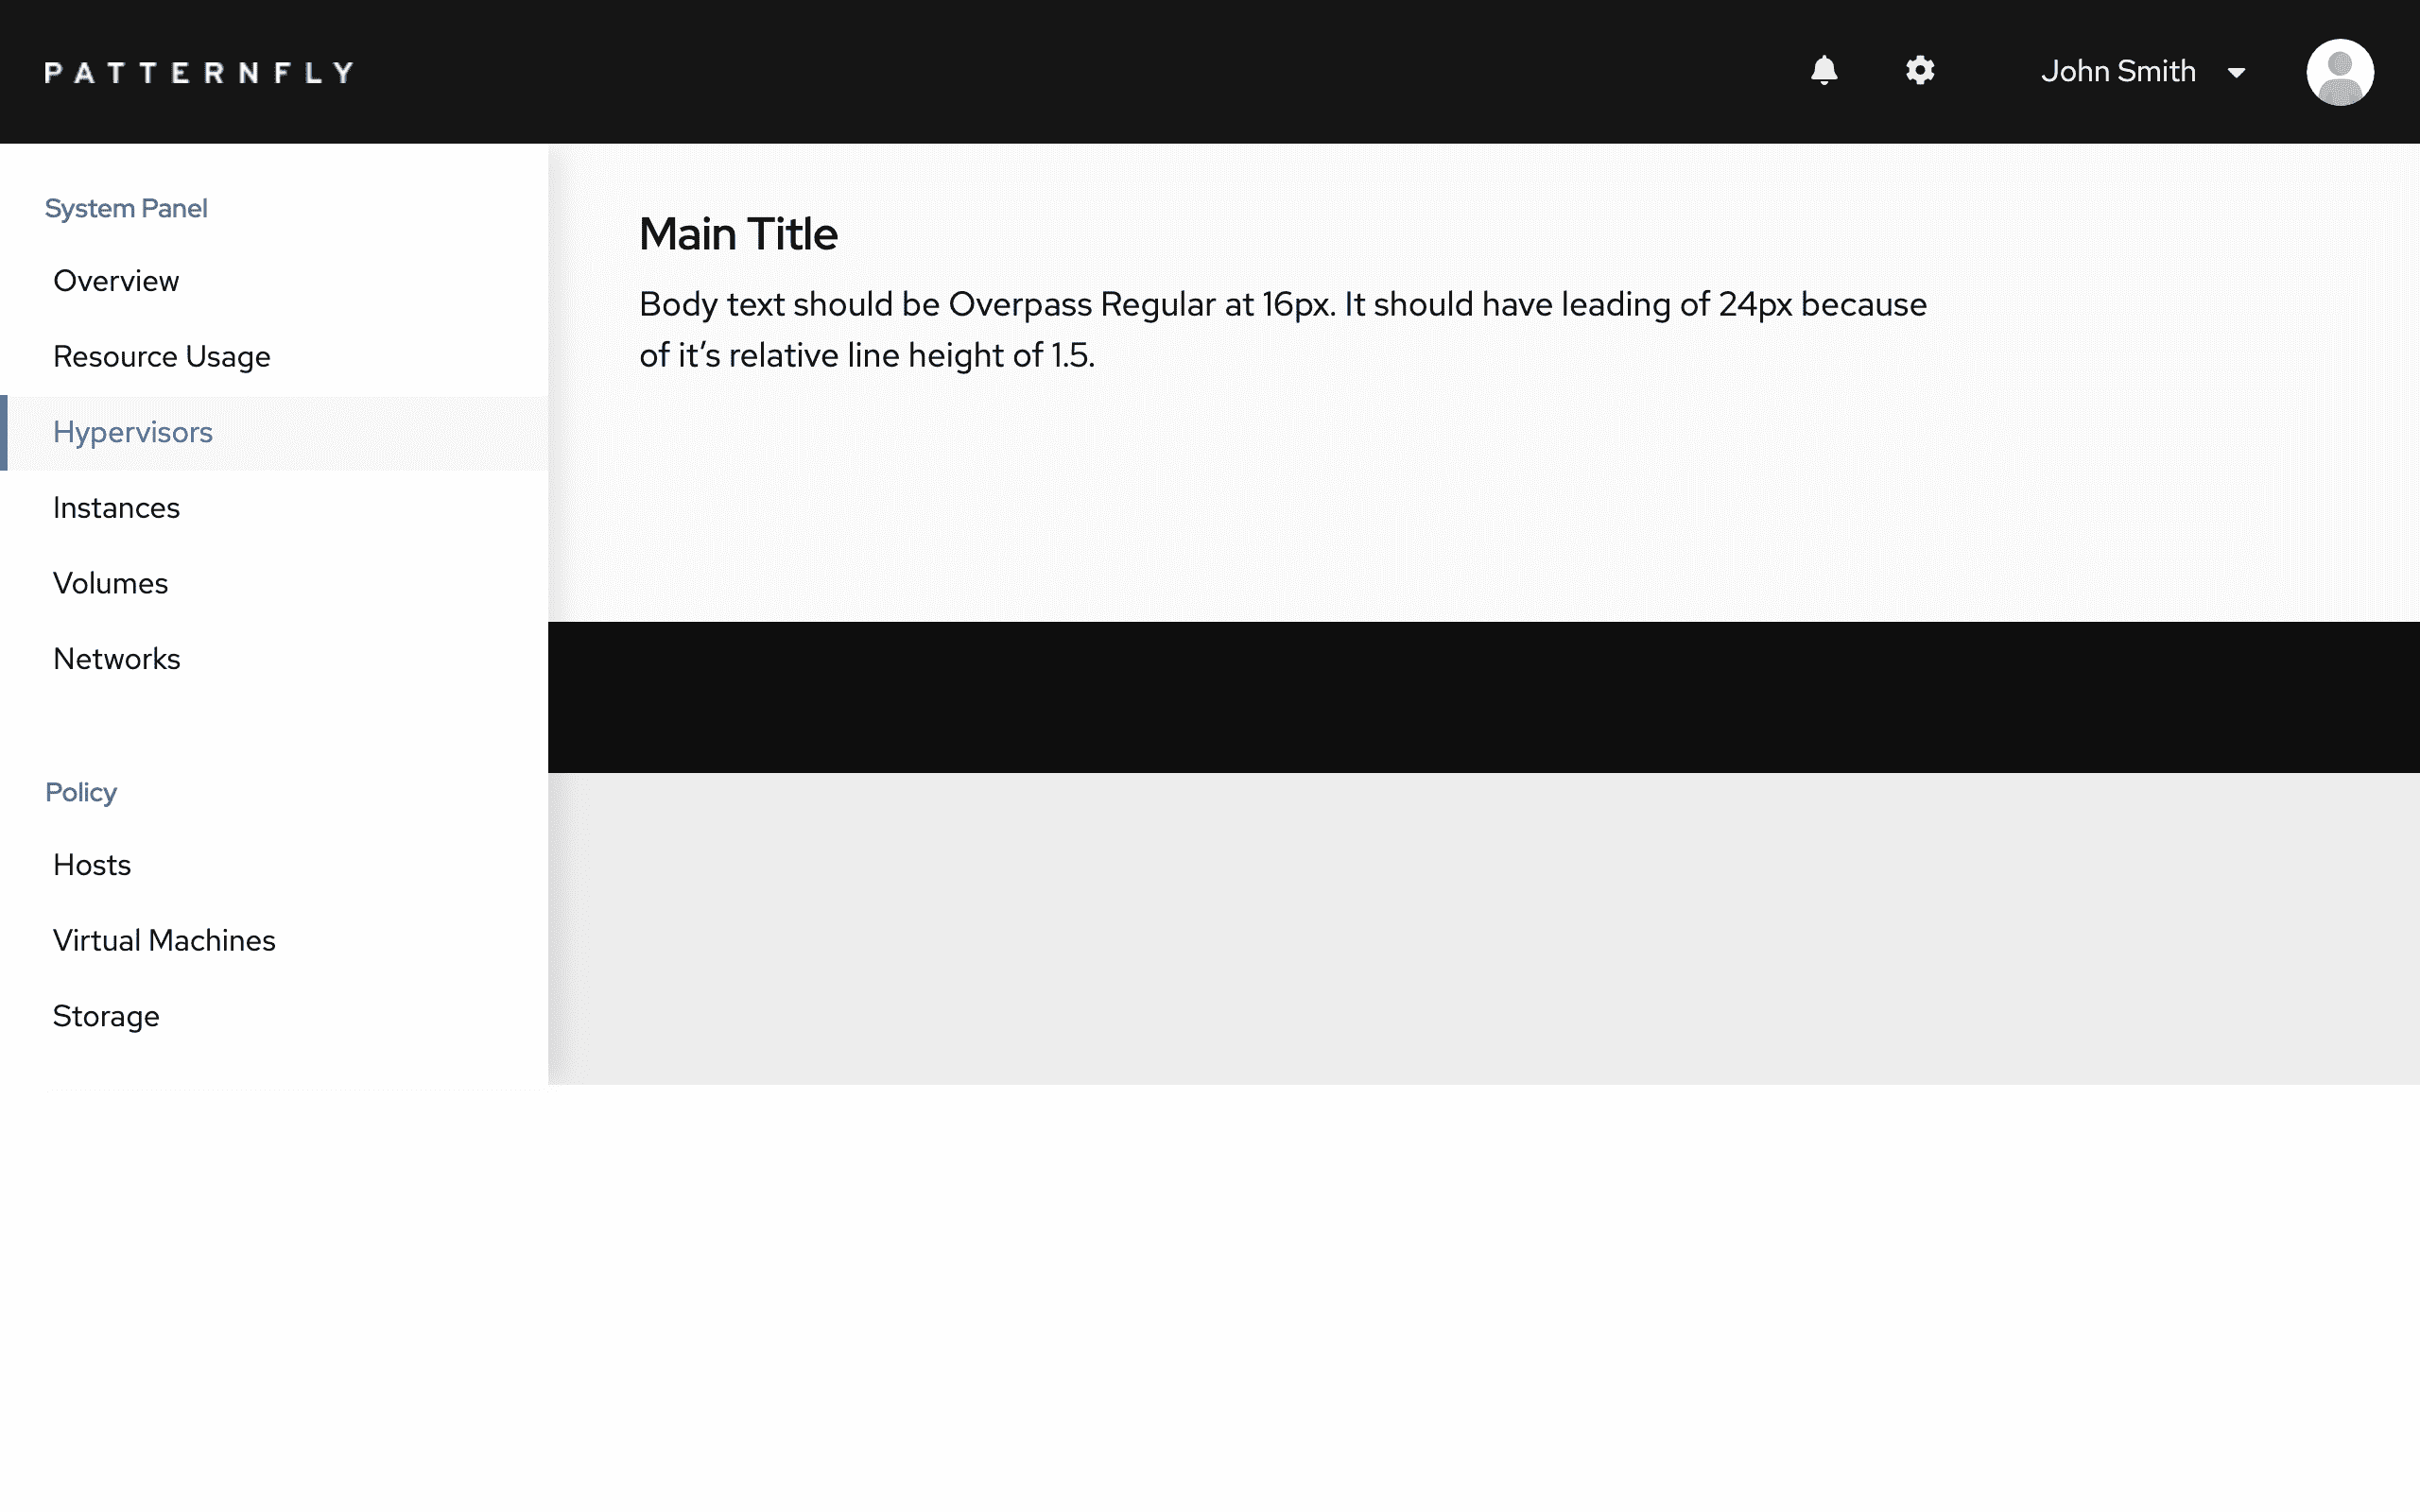 PATTERNFLY
John Smith
System Panel
Overview
Resource Usage
Hypervisors
Instances
Volumes
Networks
Policy
Hosts
Virtual Machines
Storage
Main Title
Body text should be Overpass Regular at 16px. It should have leading of 24px because
of it’s relative line height of 1.5.